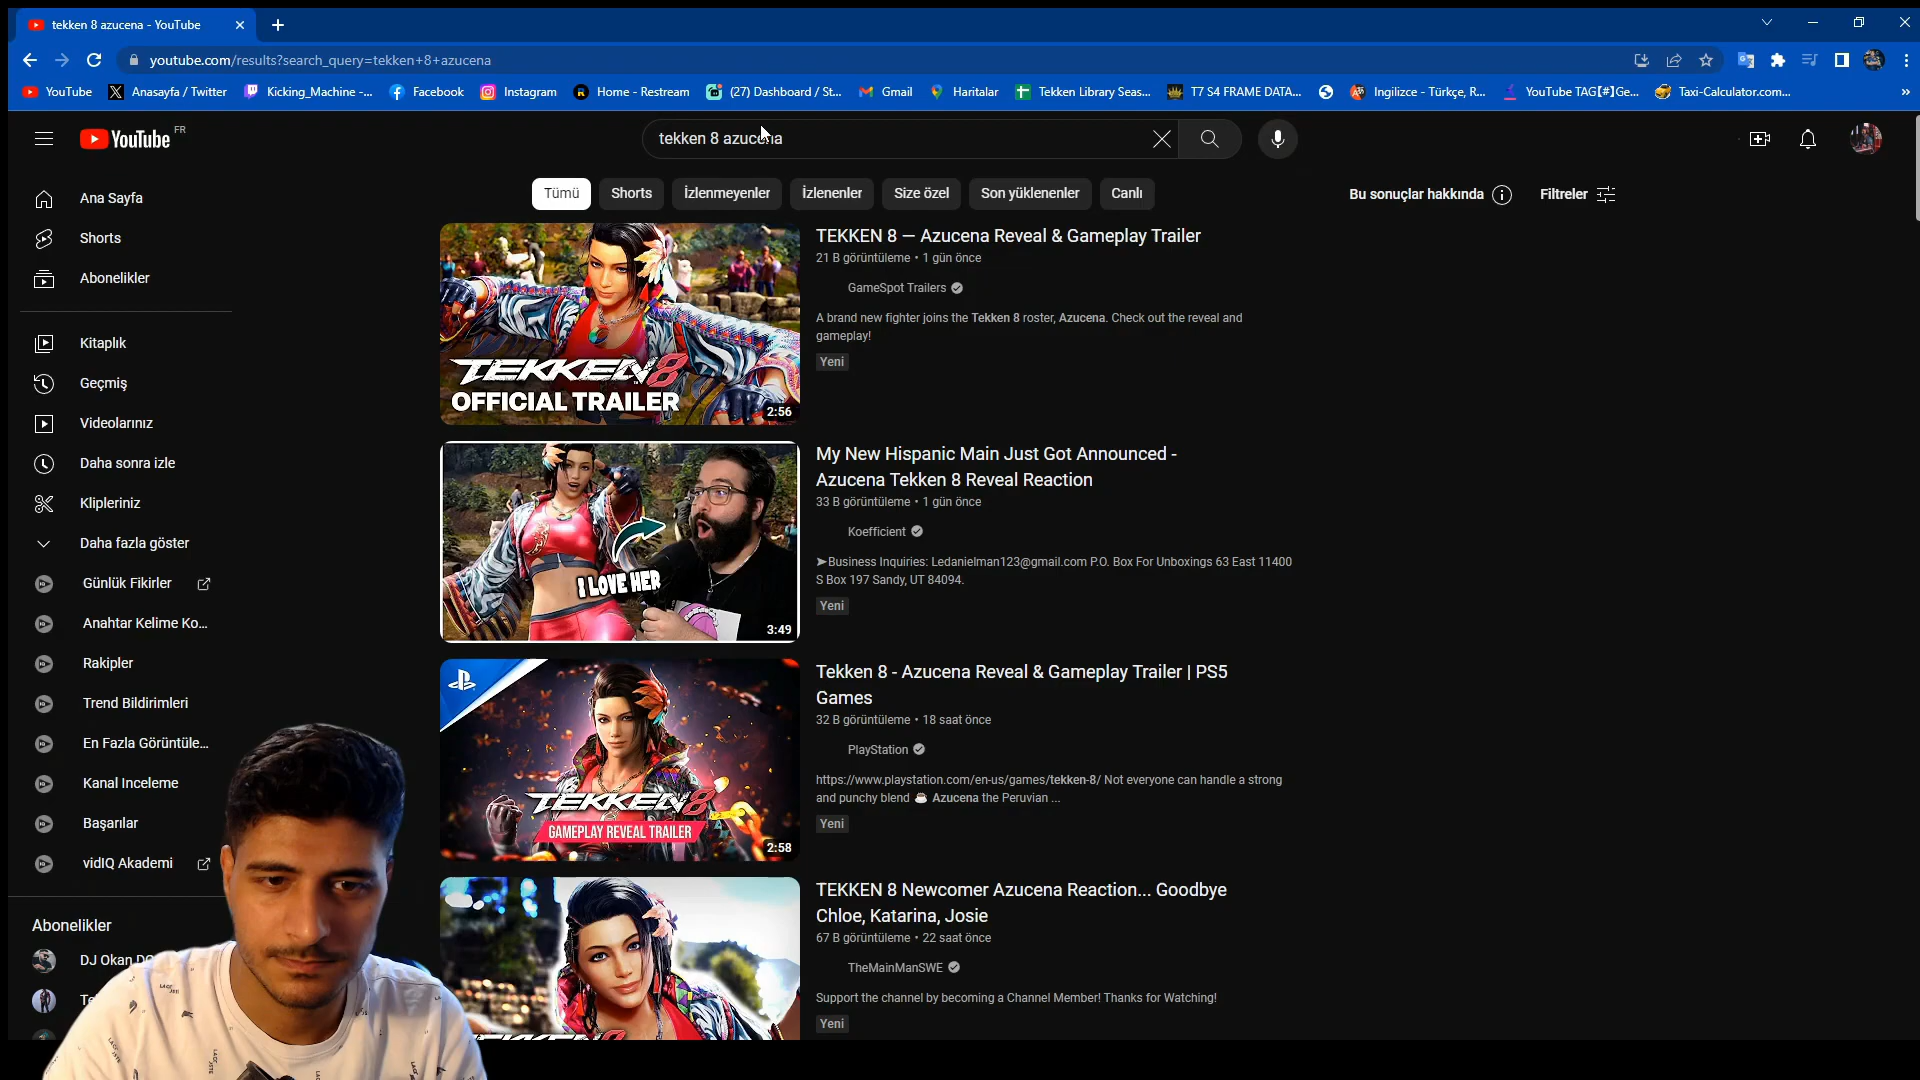 tekken 8 azucena - YouTube
youtube.com/results?search_query=tekken+8+azucena
YouTube
Anasayfa / Twitter
Kicking_Machine -...
Facebook
Instagram
Home - Restream
(27) Dashboard / St...
Gmail
Haritalar
Tekken Library Seas...
T7 S4 FRAME DATA...
Ingilizce - Türkçe, R...
YouTube TAG【#】Ge...
Taxi-Calculator.com...
YouTube FR
tekken 8 azucena
Tümü
Shorts
İzlenmeyenler
İzlenenler
Size özel
Son yüklenenler
Canlı
Bu sonuçlar hakkında
Filtreler
Ana Sayfa
Shorts
Abonelikler
Kitaplık
Geçmiş
Videolarınız
Daha sonra izle
Klipleriniz
Daha fazla göster
Günlük Fikirler
Anahtar Kelime Ko...
Rakipler
Trend Bildirimleri
En Fazla Görüntüle...
Kanal Inceleme
Başarılar
vidIQ Akademi
Abonelikler
DJ Okan
TEKKEN 8
OFFICIAL TRAILER
2:56
TEKKEN 8 — Azucena Reveal & Gameplay Trailer
21 B görüntüleme • 1 gün önce
GameSpot Trailers
A brand new fighter joins the Tekken 8 roster, Azucena. Check out the reveal and
gameplay!
Yeni
I LOVE HER
3:49
My New Hispanic Main Just Got Announced -
Azucena Tekken 8 Reveal Reaction
33 B görüntüleme • 1 gün önce
Koefficient
➤Business Inquiries: Ledanielman123@gmail.com P.O. Box For Unboxings 63 East 11400
S Box 197 Sandy, UT 84094.
Yeni
TEKKEN 8
GAMEPLAY REVEAL TRAILER
2:58
Tekken 8 - Azucena Reveal & Gameplay Trailer | PS5
Games
32 B görüntüleme • 18 saat önce
PlayStation
https://www.playstation.com/en-us/games/tekken-8/ Not everyone can handle a strong
and punchy blend ☕ Azucena the Peruvian ...
Yeni
TEKKEN 8 Newcomer Azucena Reaction... Goodbye
Chloe, Katarina, Josie
67 B görüntüleme • 22 saat önce
TheMainManSWE
Support the channel by becoming a Channel Member! Thanks for Watching!
Yeni